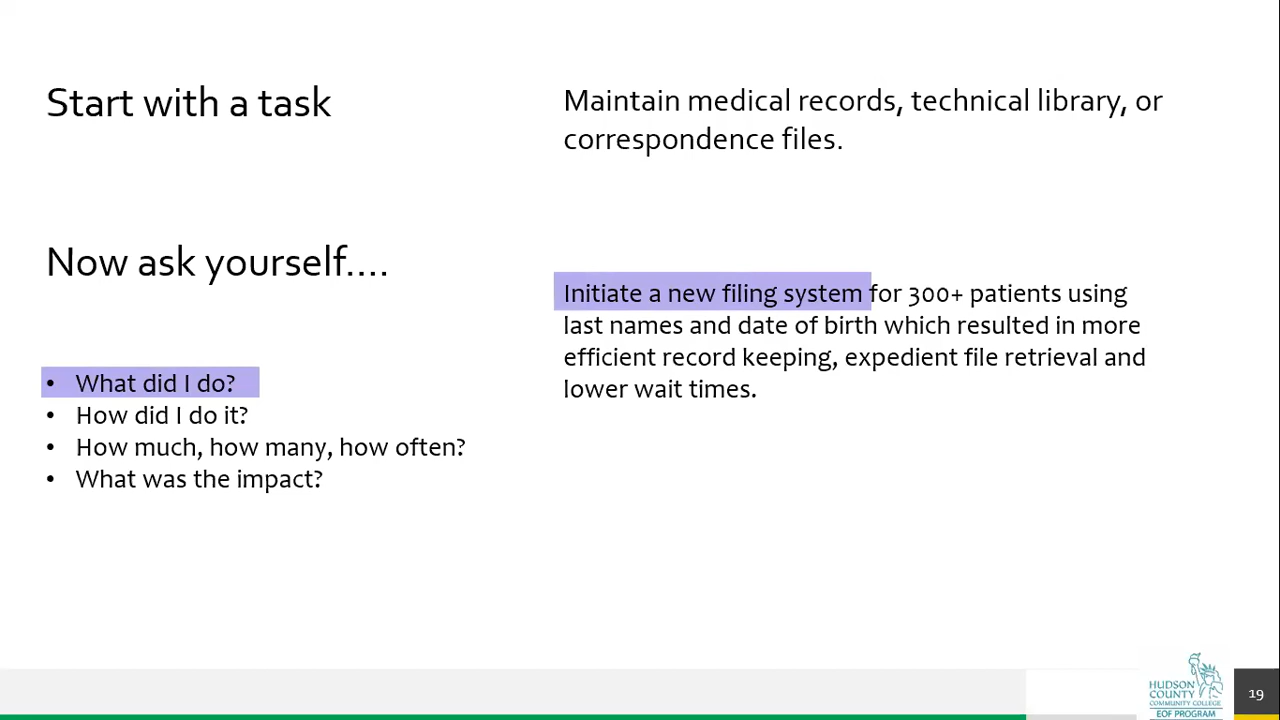 Start with a task
Maintain medical records, technical library, or
correspondence files.
Now ask yourself....
Initiate a new filing system for 300+ patients using
last names and date of birth which resulted in more
efficient record keeping, expedient file retrieval and
lower wait times.
• What did I do?
• How did I do it?
• How much, how many, how often?
• What was the impact?
HUDSON
COUNTY
COMMUNITY COLLEGE
EOF PROGRAM
19